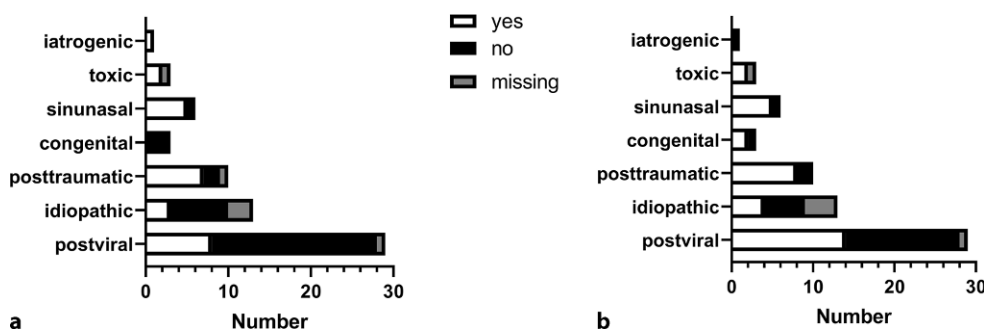 iatrogenic
toxic
sinunasal
congenital
posttraumatic
idiopathic
postviral
0 10 20 30
Number
a
yes
no
missing
iatrogenic
toxic
sinunasal
congenital
posttraumatic
idiopathic
postviral
0 10 20 30
Number
b